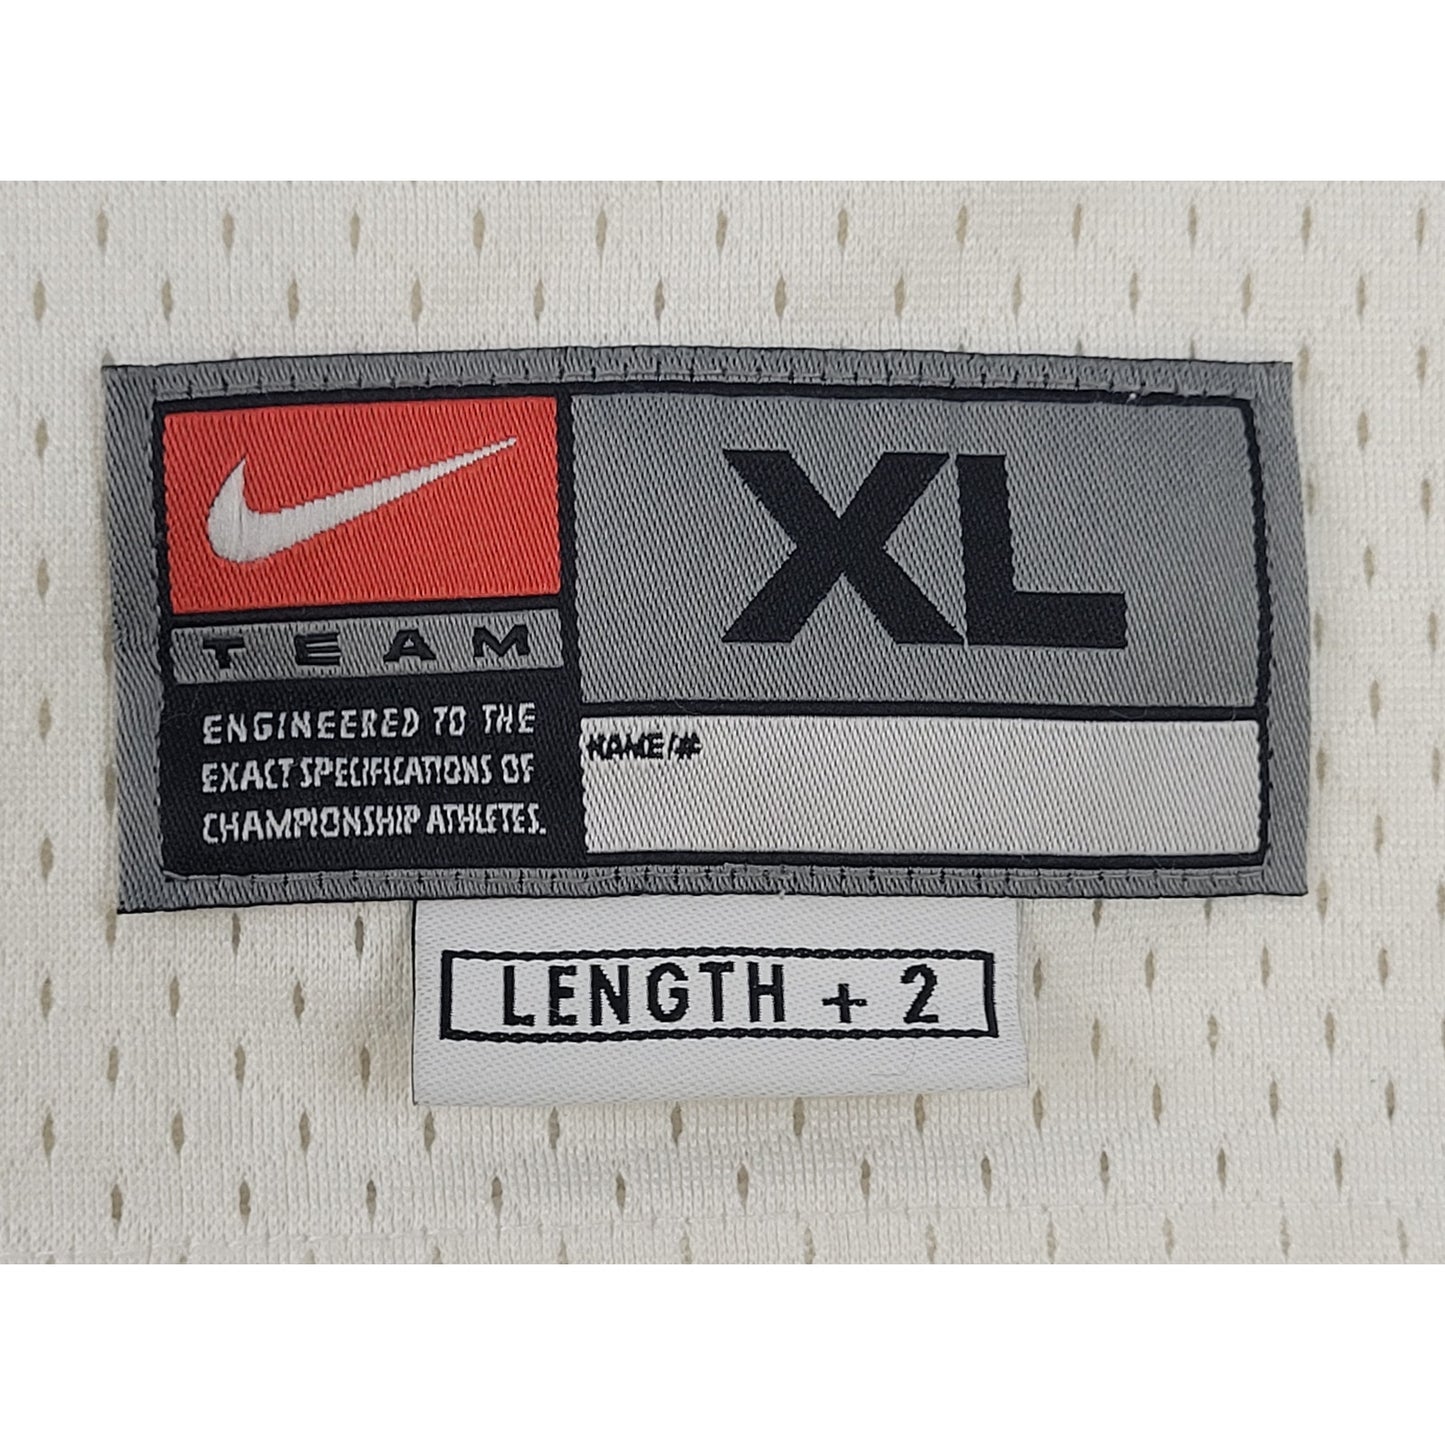 XL
TEAM
ENGINEERED TO THE
EXACT SPECIFICATIONS OF
CHAMPIONSHIP ATHLETES.
NAME/#
LENGTH + 2